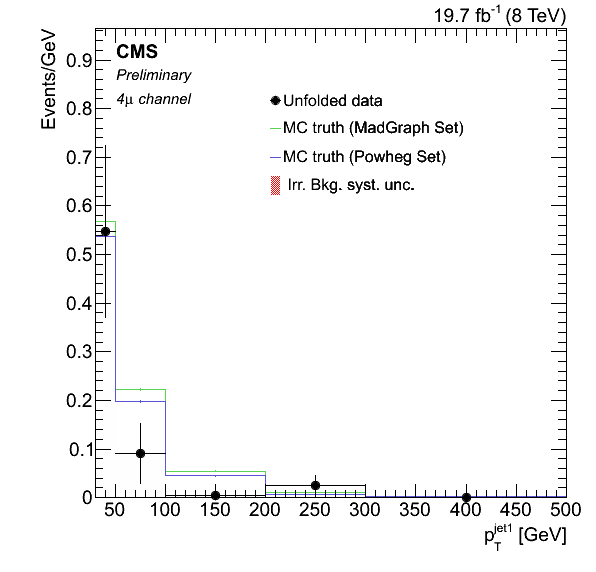 19.7 fb⁻¹ (8 TeV)
Events/GeV
CMS
Preliminary
4μ channel
Unfolded data
MC truth (MadGraph Set)
MC truth (Powheg Set)
Irr. Bkg. syst. unc.
0.9
0.8
0.7
0.6
0.5
0.4
0.3
0.2
0.1
0
50 100 150 200 250 300 350 400 450 500
p_T^jet1 [GeV]